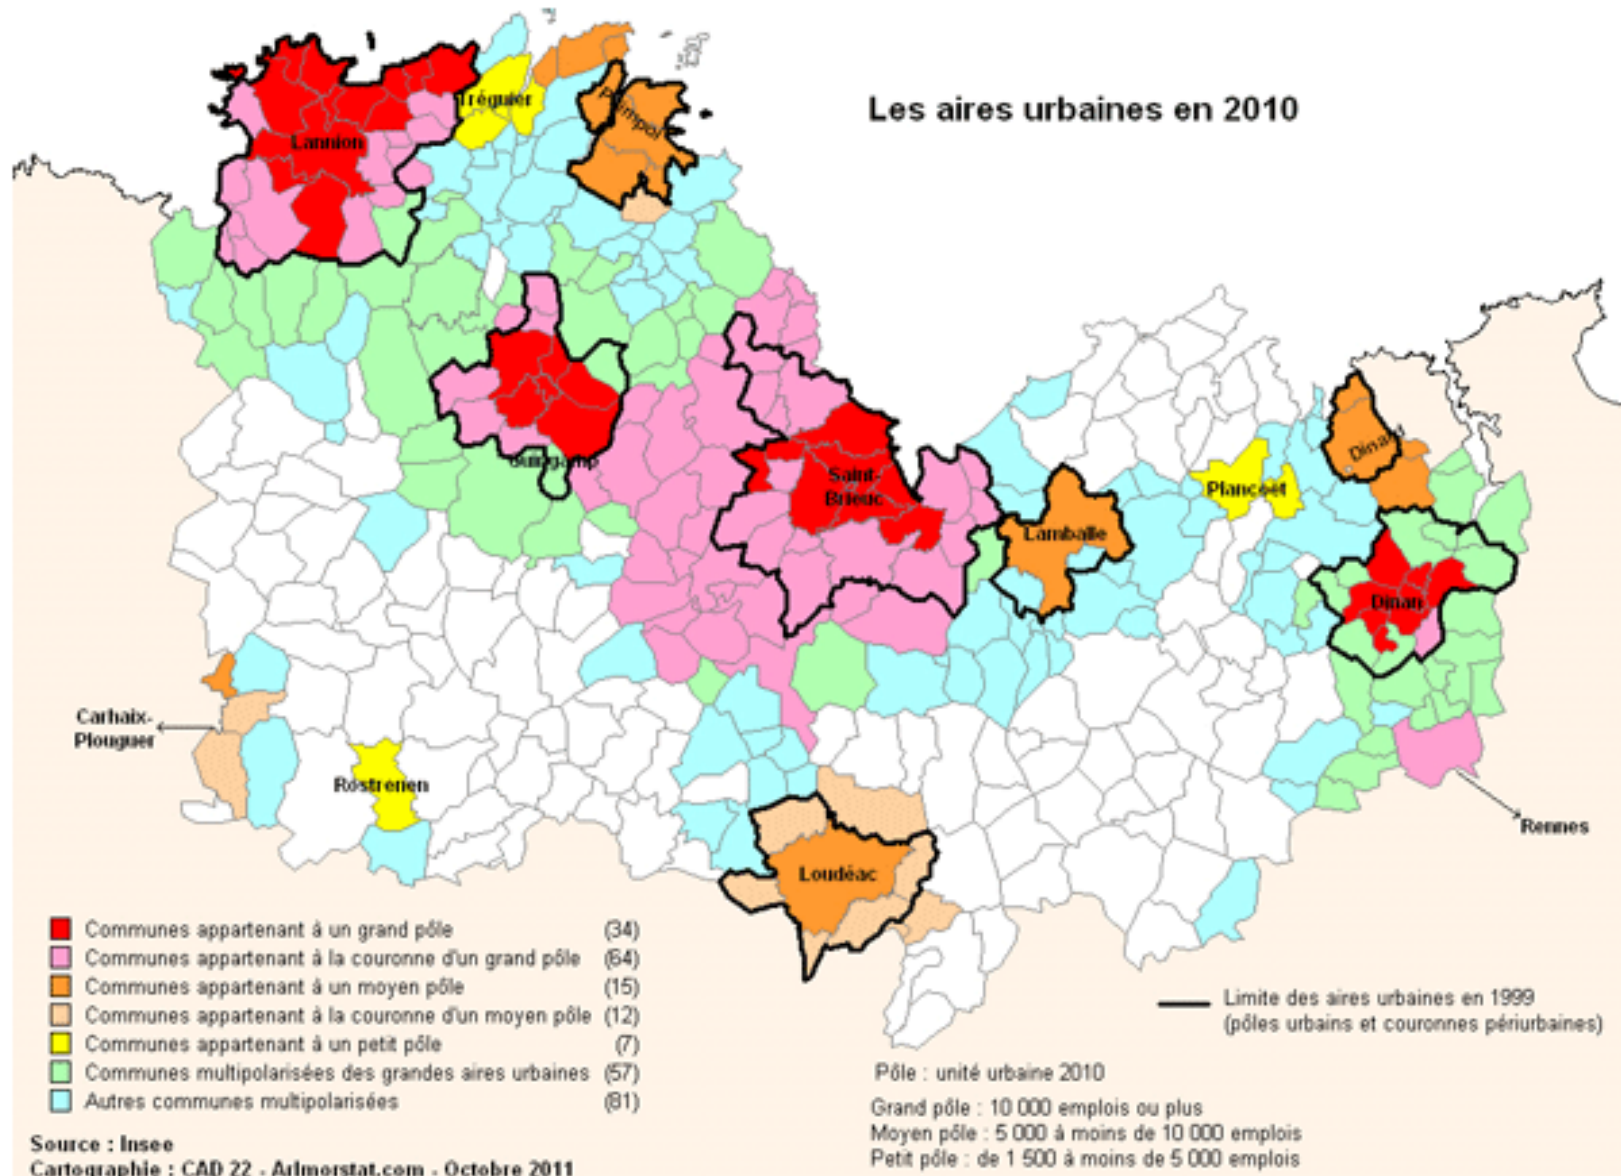 Les aires urbaines en 2010
Tréguier
Paimpol
Lannion
Guingamp
Saint-
Brieuc
Lamballe
Plancoët
Dinard
Dinan
Carhaix-
Plouguer
Rostrenen
Loudéac
Rennes
Communes appartenant à un grand pôle (34)
Communes appartenant à la couronne d'un grand pôle (64)
Communes appartenant à un moyen pôle (15)
Communes appartenant à la couronne d'un moyen pôle (12)
Communes appartenant à un petit pôle (7)
Communes multipolarisées des grandes aires urbaines (57)
Autres communes multipolarisées (81)
Limite des aires urbaines en 1999
(pôles urbains et couronnes périurbaines)
Pôle : unité urbaine 2010
Grand pôle : 10 000 emplois ou plus
Moyen pôle : 5 000 à moins de 10 000 emplois
Petit pôle : de 1 500 à moins de 5 000 emplois
Source : Insee
Cartographie : CAD 22 - Arlmorstat.com - Octobre 2011